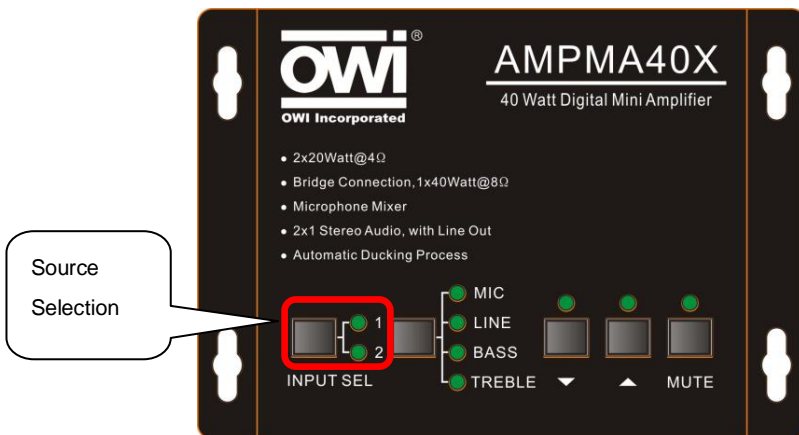 OWI ®
OWI Incorporated
AMPMA40X
40 Watt Digital Mini Amplifier
• 2x20Watt@4Ω
• Bridge Connection,1x40Watt@8Ω
• Microphone Mixer
• 2x1 Stereo Audio, with Line Out
• Automatic Ducking Process
Source
Selection
1
2
INPUT SEL
MIC
LINE
BASS
TREBLE
▼
▲
MUTE